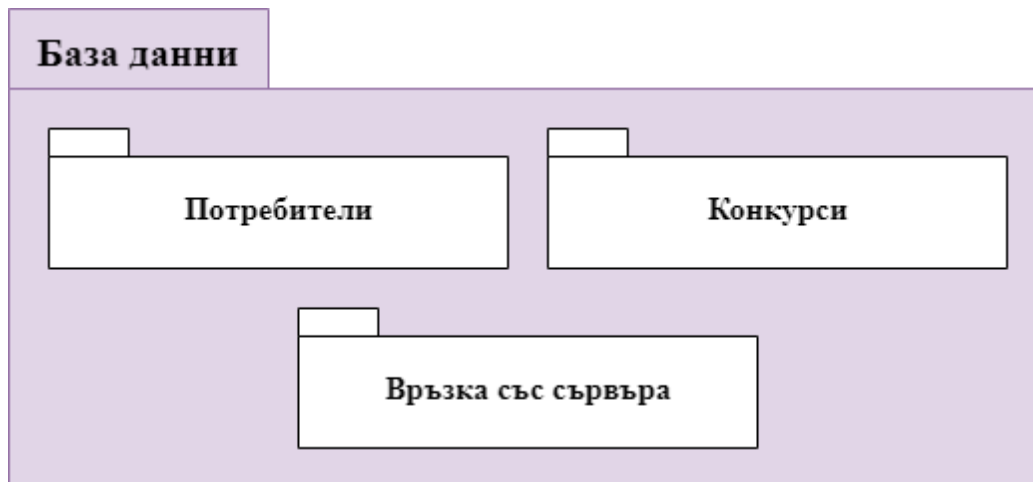 База данни
Потребители
Конкурси
Връзка със сървъра